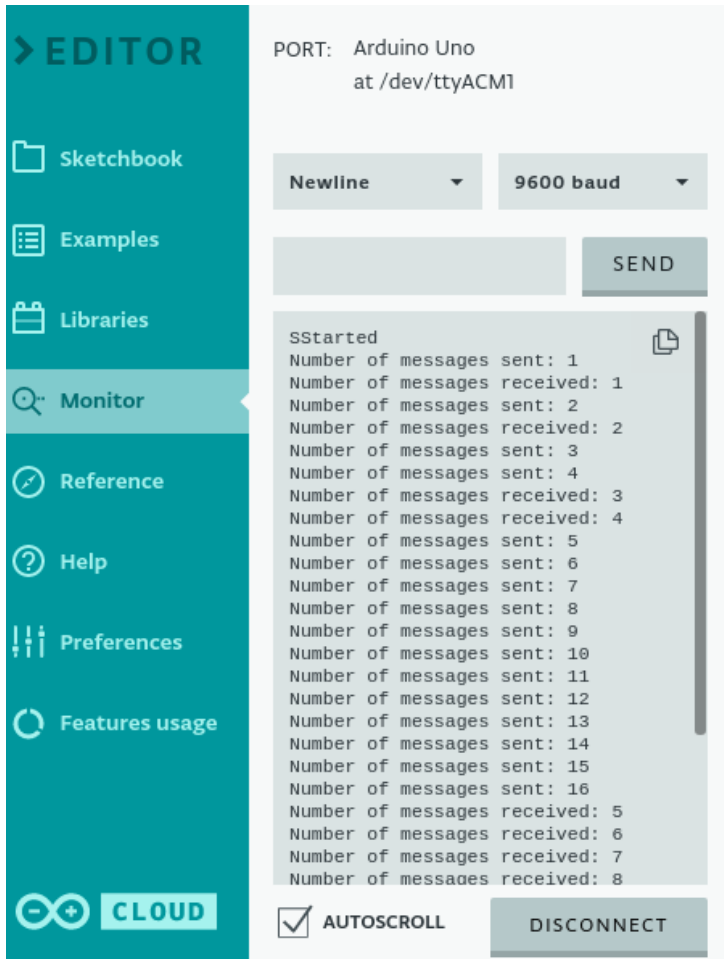 EDITOR
Sketchbook
Examples
Libraries
Monitor
Reference
Help
Preferences
Features usage
CLOUD
PORT: Arduino Uno
at /dev/ttyACM1
Newline
9600 baud
SEND
SStarted
Number of messages sent: 1
Number of messages received: 1
Number of messages sent: 2
Number of messages received: 2
Number of messages sent: 3
Number of messages sent: 4
Number of messages received: 3
Number of messages received: 4
Number of messages sent: 5
Number of messages sent: 6
Number of messages sent: 7
Number of messages sent: 8
Number of messages sent: 9
Number of messages sent: 10
Number of messages sent: 11
Number of messages sent: 12
Number of messages sent: 13
Number of messages sent: 14
Number of messages sent: 15
Number of messages sent: 16
Number of messages received: 5
Number of messages received: 6
Number of messages received: 7
Number of messages received: 8
AUTOSCROLL
DISCONNECT